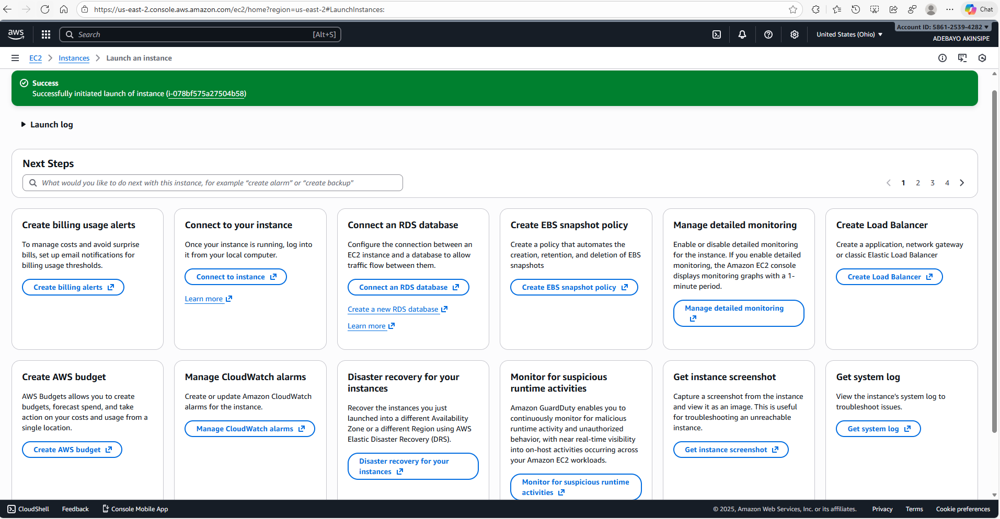 https://us-east-2.console.aws.amazon.com/ec2/home?region=us-east-2#LaunchInstances:
Chat
aws
Search
[Alt+S]
United States (Ohio)
Account ID: 5861-2539-4282
ADEBAYO AKINSIPE
EC2
Instances
Launch an instance
Success
Successfully initiated launch of instance (i-078bf575a27504b58)
Launch log
Next Steps
What would you like to do next with this instance, for example “create alarm” or “create backup"
1 2 3 4
Create billing usage alerts
To manage costs and avoid surprise
bills, set up email notifications for
billing usage thresholds.
Create billing alerts
Connect to your instance
Once your instance is running, log into
it from your local computer.
Connect to instance
Learn more
Connect an RDS database
Configure the connection between an
EC2 instance and a database to allow
traffic flow between them.
Connect an RDS database
Create a new RDS database
Learn more
Create EBS snapshot policy
Create a policy that automates the
creation, retention, and deletion of EBS
snapshots
Create EBS snapshot policy
Manage detailed monitoring
Enable or disable detailed monitoring
for the instance. If you enable detailed
monitoring, the Amazon EC2 console
displays monitoring graphs with a 1-
minute period.
Manage detailed monitoring
Create Load Balancer
Create a application, network gateway
or classic Elastic Load Balancer
Create Load Balancer
Create AWS budget
AWS Budgets allows you to create
budgets, forecast spend, and take
action on your costs and usage from a
single location.
Create AWS budget
Manage CloudWatch alarms
Create or update Amazon CloudWatch
alarms for the instance.
Manage CloudWatch alarms
Disaster recovery for your
instances
Recover the instances you just
launched into a different Availability
Zone or a different Region using AWS
Elastic Disaster Recovery (DRS).
Disaster recovery for your
instances
Monitor for suspicious
runtime activities
Amazon GuardDuty enables you to
continuously monitor for malicious
runtime activity and unauthorized
behavior, with near real-time visibility
into on-host activities occurring across
your Amazon EC2 workloads.
Monitor for suspicious runtime
activities
Get instance screenshot
Capture a screenshot from the instance
and view it as an image. This is useful
for troubleshooting an unreachable
instance.
Get instance screenshot
Get system log
View the instance's system log to
troubleshoot issues.
Get system log
CloudShell
Feedback
Console Mobile App
© 2025, Amazon Web Services, Inc. or its affiliates.
Privacy
Terms
Cookie preferences